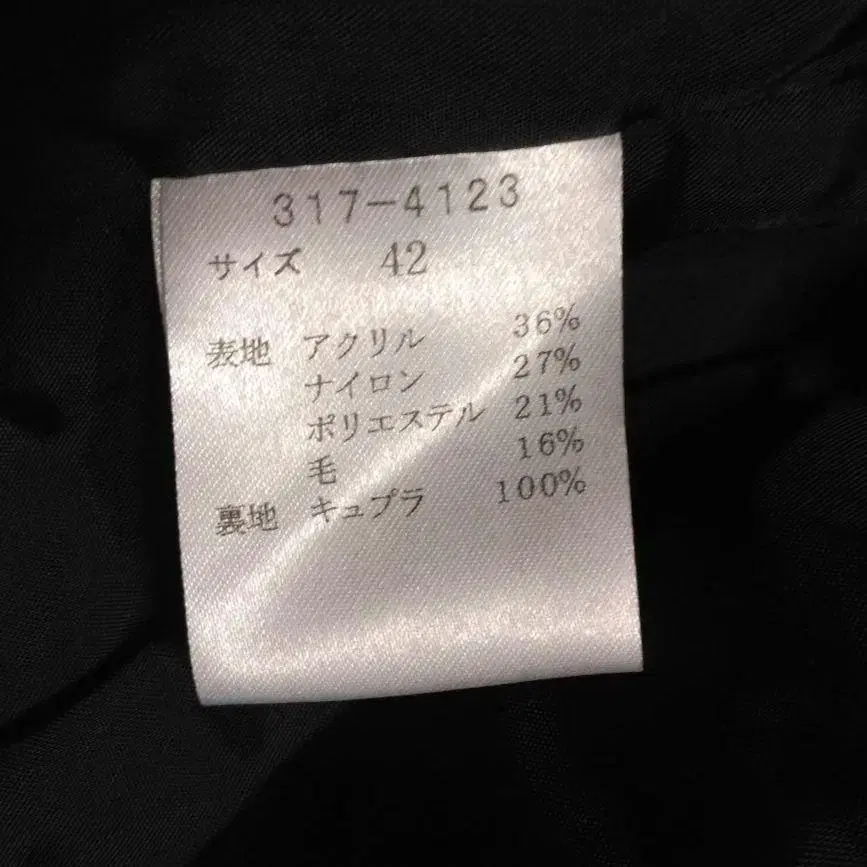 317-4123
サイズ 42
表地 アクリル 36%
ナイロン 27%
ポリエステル 21%
毛 16%
裏地 キュプラ 100%